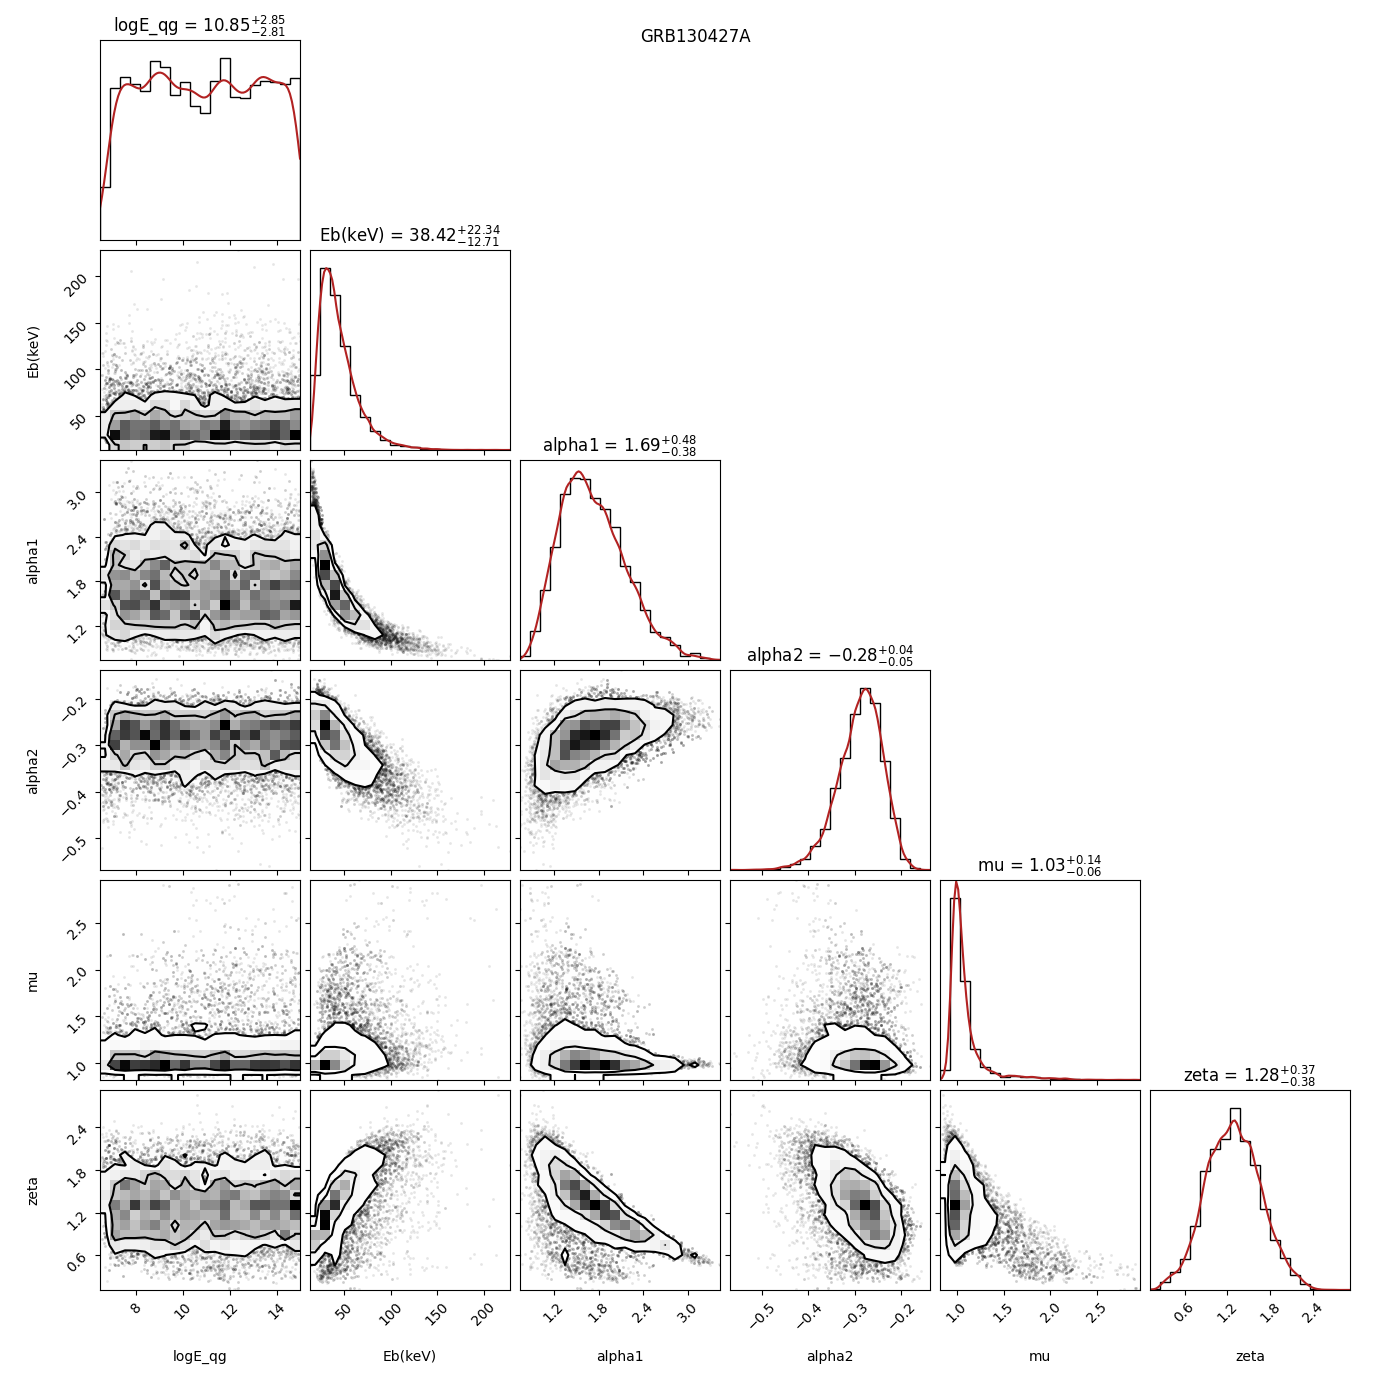 logE_qg = 10.85+2.85−2.81
GRB130427A
Eb(keV) = 38.42+22.34−12.71
200
150
100
50
Eb(keV)
alpha1 = 1.69+0.48−0.38
3.0
2.4
1.8
1.2
alpha1
alpha2 = −0.28+0.04−0.05
−0.2
−0.3
−0.4
−0.5
alpha2
mu = 1.03+0.14−0.06
2.5
2.0
1.5
1.0
mu
zeta = 1.28+0.37−0.38
2.4
1.8
1.2
0.6
zeta
8 10 12 14 50 100 150 200 1.2 1.8 2.4 3.0 −0.5 −0.4 −0.3 −0.2 1.0 1.5 2.0 2.5 0.6 1.2 1.8 2.4
logE_qg Eb(keV) alpha1 alpha2 mu zeta